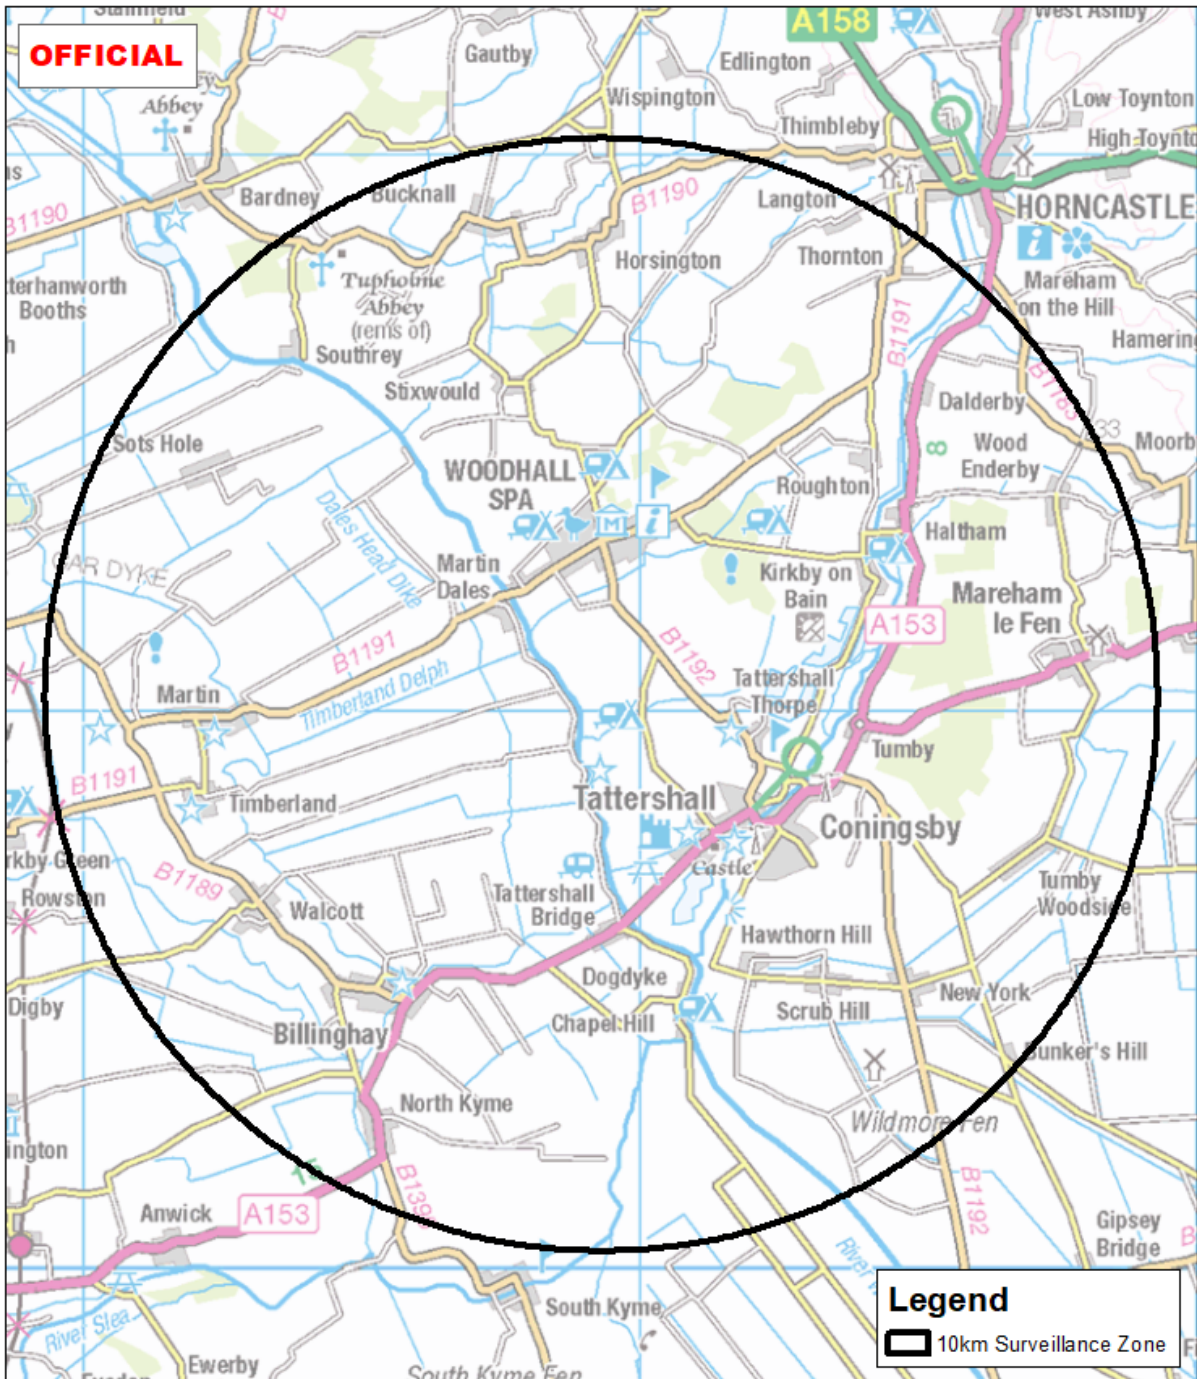 OFFICIAL
A158
West Ashby
Gautby
Edlington
Wispington
Abbey
Low Toynton
Thimbleby
High Toynton
Bardney
Bucknall
B1190
Langton
HORNCASTLE
B1190
Horsington
Thornton
Tupholme
Abbey
(rems of)
Mareham
on the Hill
Booths
Southrey
B1191
Stixwould
Dalderby
B1183
33
Sots Hole
WOODHALL
SPA
8
Wood
Enderby
Roughton
Dales Head Dike
i
Haltham
CAR DYKE
Martin
Dales
Kirkby on
Bain
Mareham
le Fen
A153
B1191
B1192
Tattershall
Thorpe
Martin
Timberland Delph
Tumby
B1191
Timberland
Tattershall
Coningsby
Castle
B1189
Rowston
Walcott
Tattershall
Bridge
Tumby
Woodside
Hawthorn Hill
Digby
Dogdyke
New York
Scrub Hill
Billinghay
Chapel Hill
Bunker's Hill
North Kyme
Wildmore Fen
15
B1192
Anwick
A153
Gipsey
Bridge
South Kyme
River Slea
Ewerby
South Kyme Fen
Legend
10km Surveillance Zone